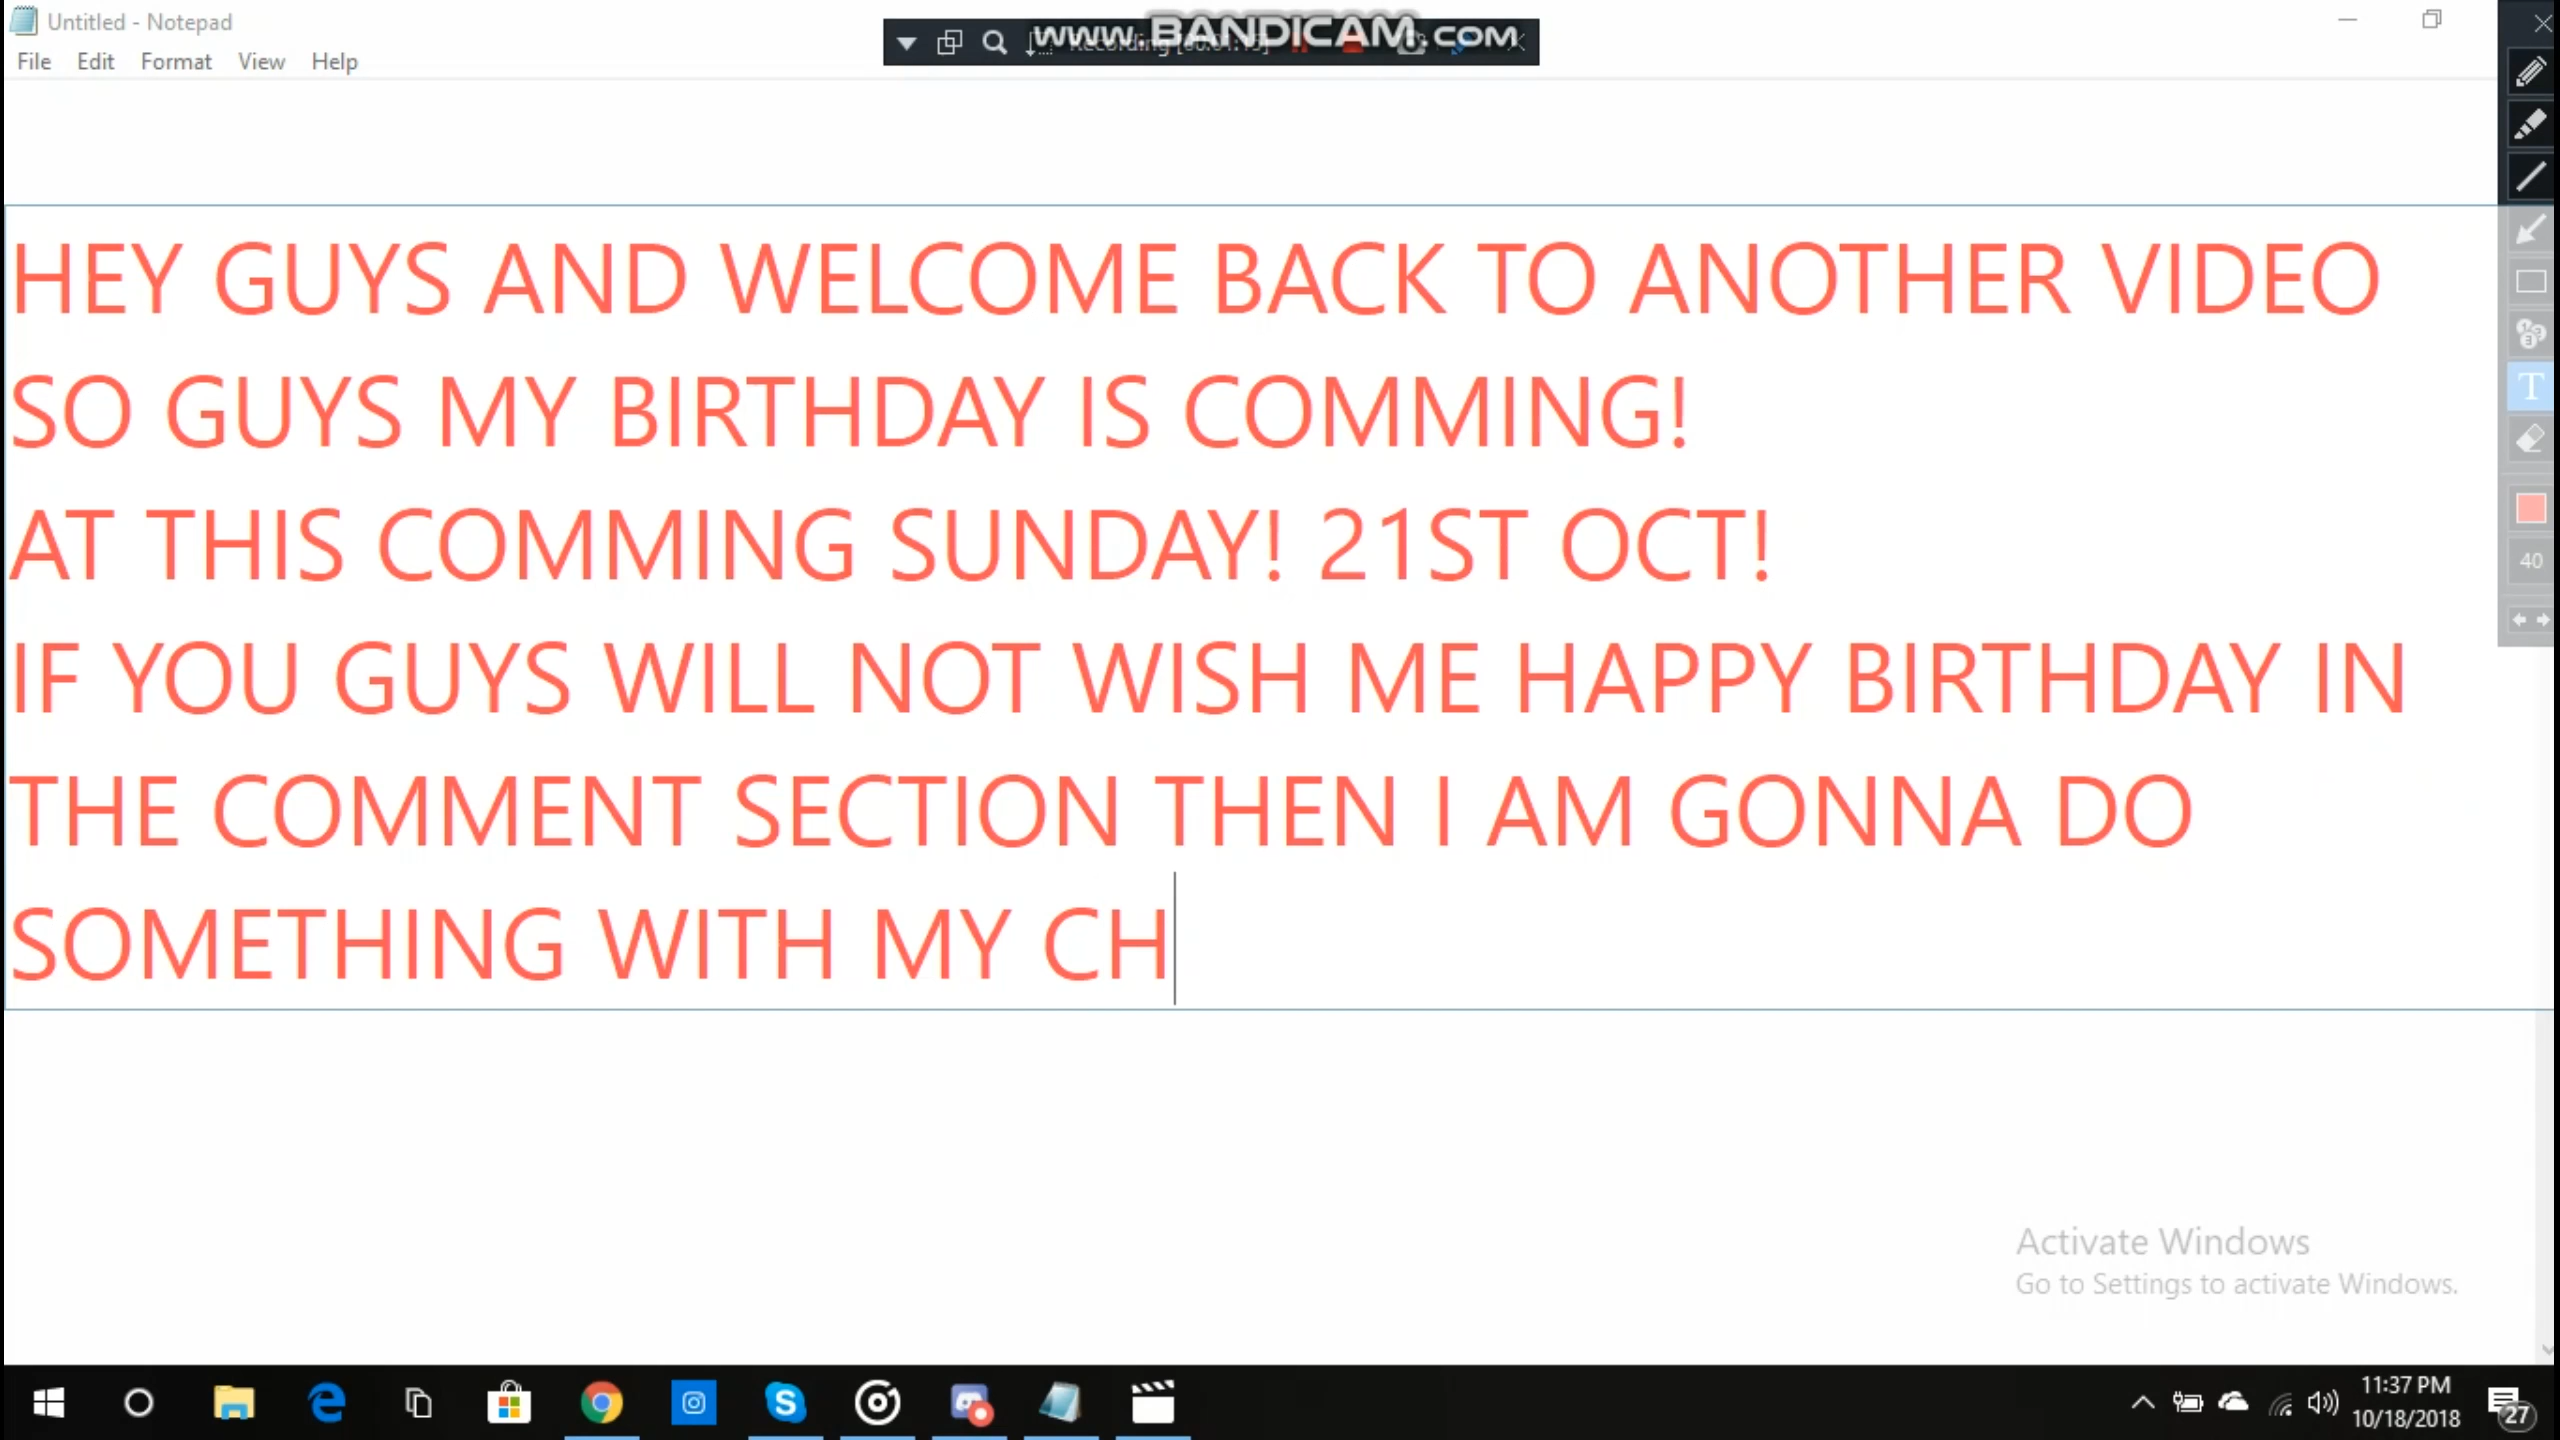 Untitled - Notepad
www.BANDICAM.com
File Edit Format View Help
HEY GUYS AND WELCOME BACK TO ANOTHER VIDEO
SO GUYS MY BIRTHDAY IS COMMING!
AT THIS COMMING SUNDAY! 21ST OCT!
IF YOU GUYS WILL NOT WISH ME HAPPY BIRTHDAY IN
THE COMMENT SECTION THEN I AM GONNA DO
SOMETHING WITH MY CH
T
40
Activate Windows
Go to Settings to activate Windows.
11:37 PM
10/18/2018
27